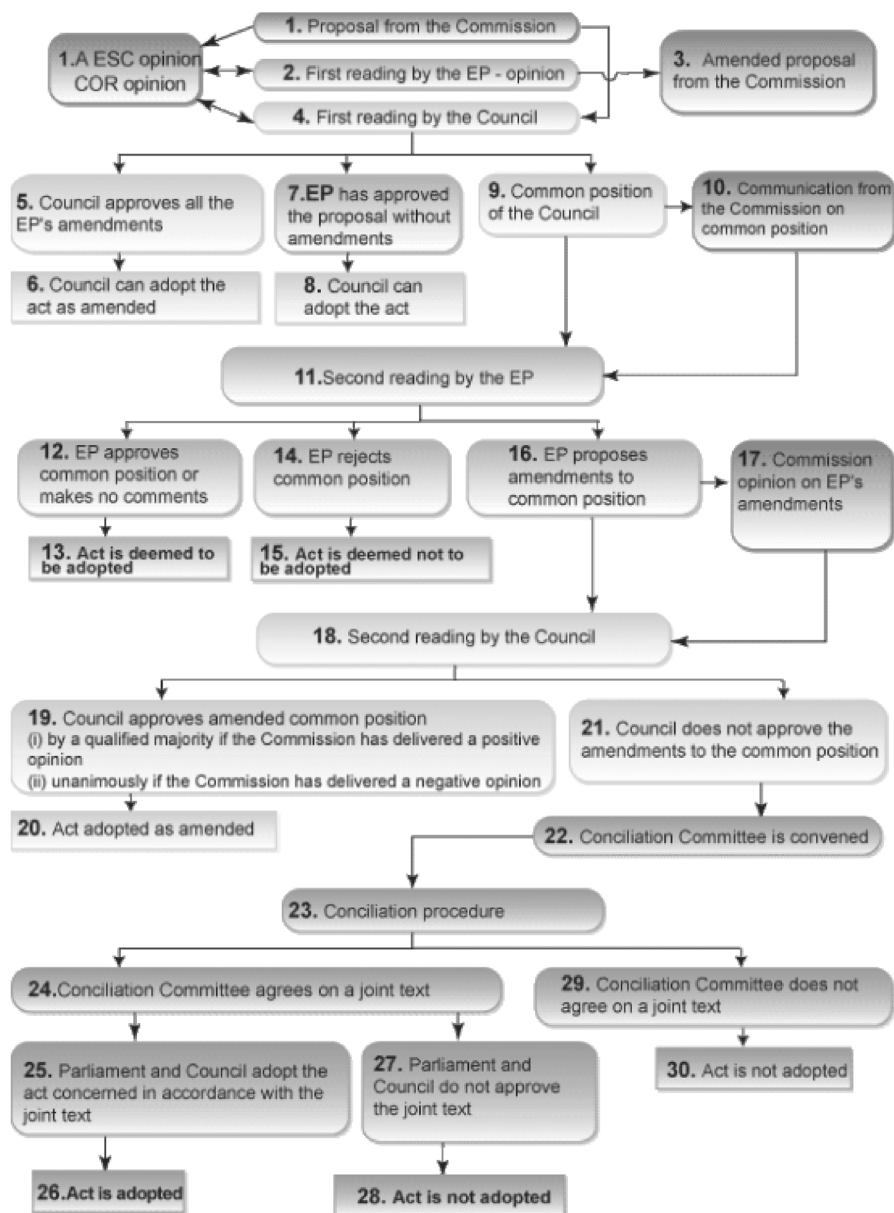 1. Proposal from the Commission
1.A ESC opinion
COR opinion
2. First reading by the EP - opinion
3. Amended proposal
from the Commission
4. First reading by the Council
5. Council approves all the
EP's amendments
6. Council can adopt the
act as amended
7.EP has approved
the proposal without
amendments
8. Council can
adopt the act
9. Common position
of the Council
10. Communication from
the Commission on
common position
11.Second reading by the EP
12. EP approves
common position or
makes no comments
13. Act is deemed to
be adopted
14. EP rejects
common position
15. Act is deemed not to
be adopted
16. EP proposes
amendments to
common position
17. Commission
opinion on EP's
amendments
18. Second reading by the Council
19. Council approves amended common position
(i) by a qualified majority if the Commission has delivered a positive
opinion
(ii) unanimously if the Commission has delivered a negative opinion
20. Act adopted as amended
21. Council does not approve the
amendments to the common position
22. Conciliation Committee is convened
23. Conciliation procedure
24.Conciliation Committee agrees on a joint text
25. Parliament and Council adopt the
act concerned in accordance with the
joint text
26.Act is adopted
27. Parliament and
Council do not approve
the joint text
28. Act is not adopted
29. Conciliation Committee does not
agree on a joint text
30. Act is not adopted